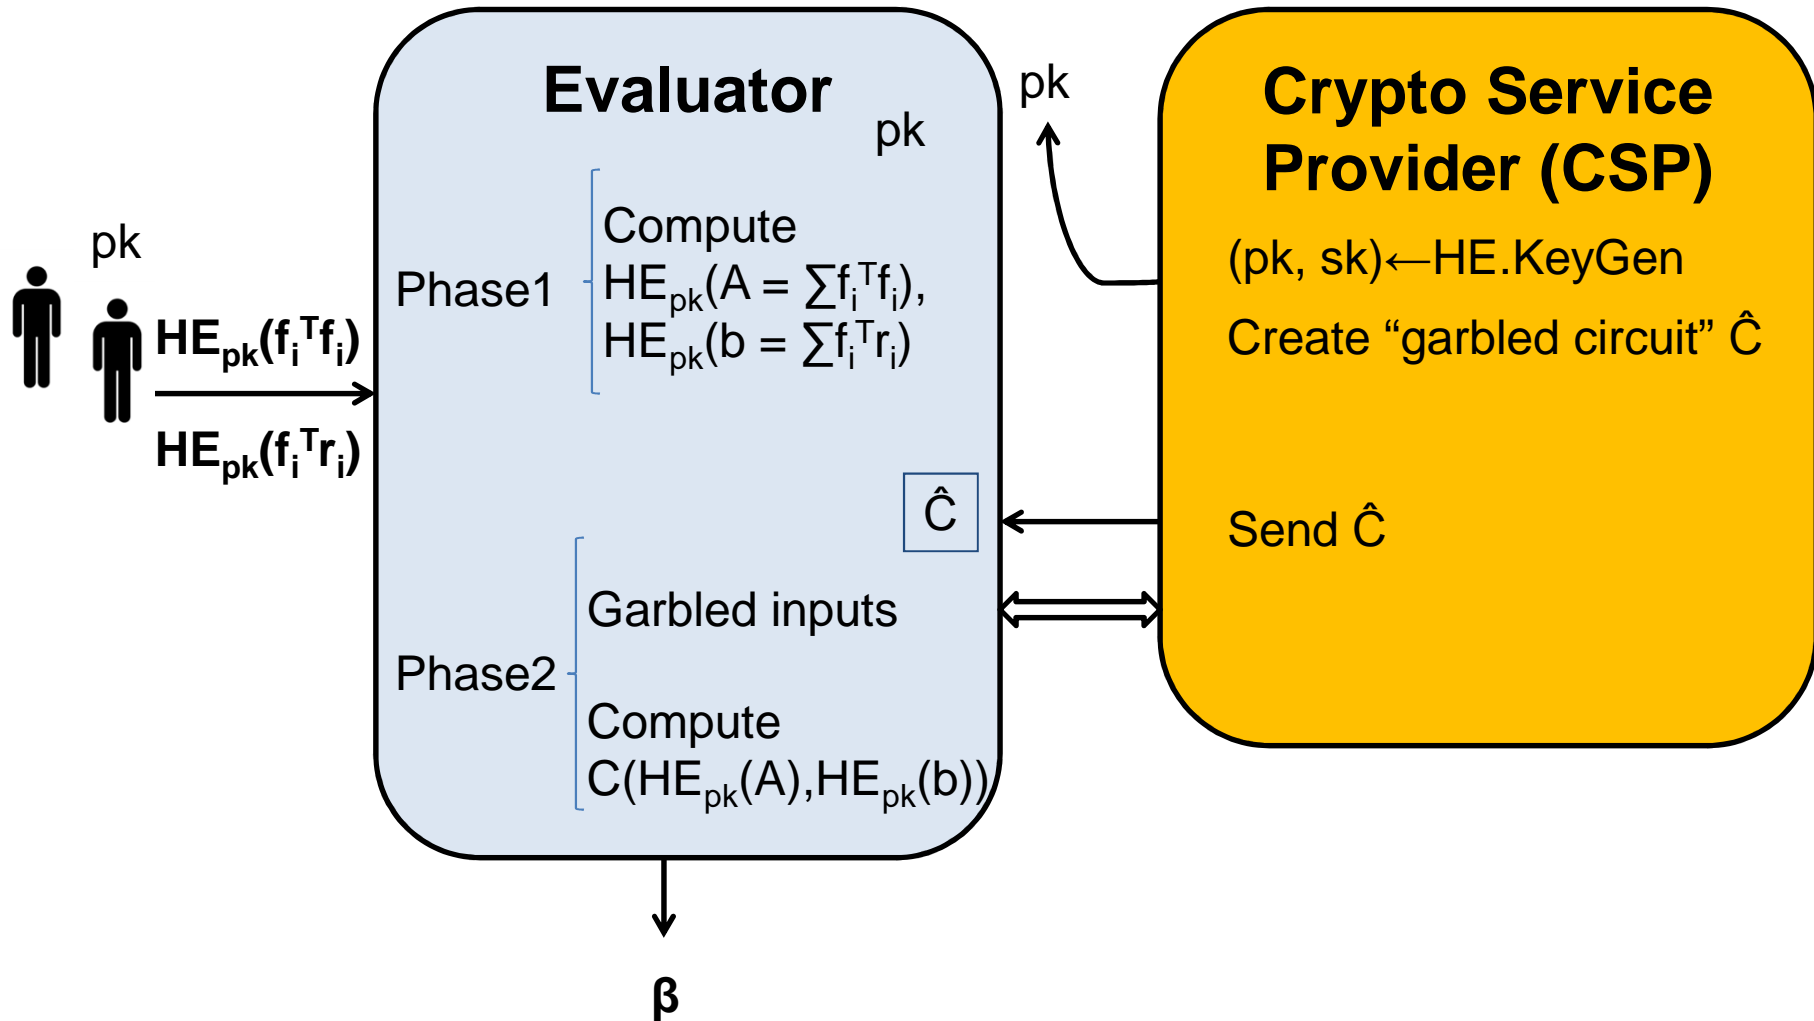 Evaluator
pk
pk
Phase1
Compute
HE_pk(A = ∑f_i^T f_i),
HE_pk(b = ∑f_i^T r_i)
HE_pk(f_i^T f_i)
HE_pk(f_i^T r_i)
Ĉ
Phase2
Garbled inputs
Compute
C(HE_pk(A),HE_pk(b))
β
pk
Crypto Service
Provider (CSP)
(pk, sk)←HE.KeyGen
Create “garbled circuit” Ĉ
Send Ĉ